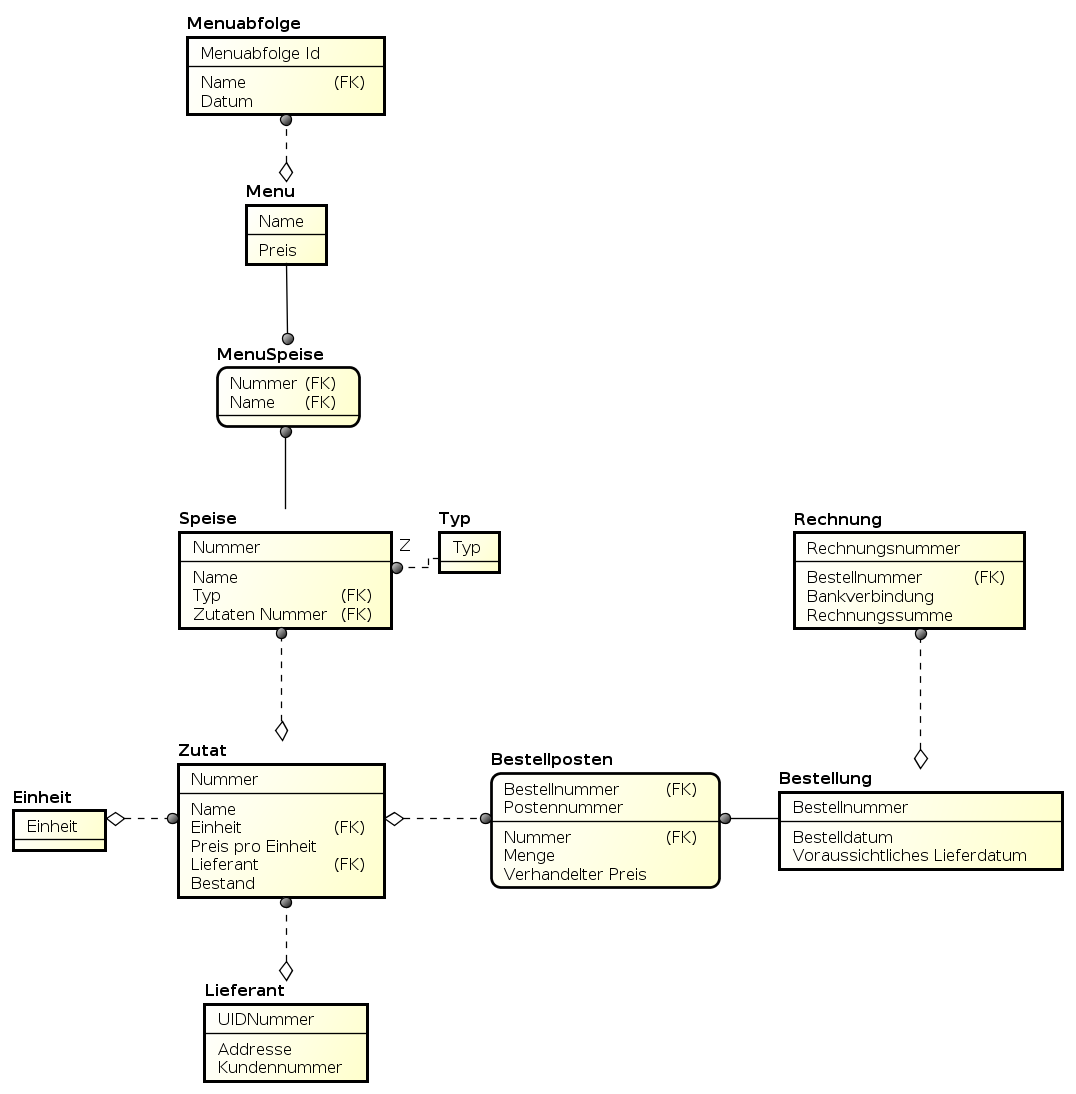 Menuabfolge
Menuabfolge Id
Name (FK)
Datum
Menu
Name
Preis
MenuSpeise
Nummer (FK)
Name (FK)
Speise
Nummer
Name
Typ (FK)
Zutaten Nummer (FK)
Z
Typ
Typ
Rechnung
Rechnungsnummer
Bestellnummer (FK)
Bankverbindung
Rechnungssumme
Einheit
Einheit
Zutat
Nummer
Name
Einheit (FK)
Preis pro Einheit
Lieferant (FK)
Bestand
Bestellposten
Bestellnummer (FK)
Postennummer
Nummer (FK)
Menge
Verhandelter Preis
Bestellung
Bestellnummer
Bestelldatum
Voraussichtliches Lieferdatum
Lieferant
UIDNummer
Addresse
Kundennummer